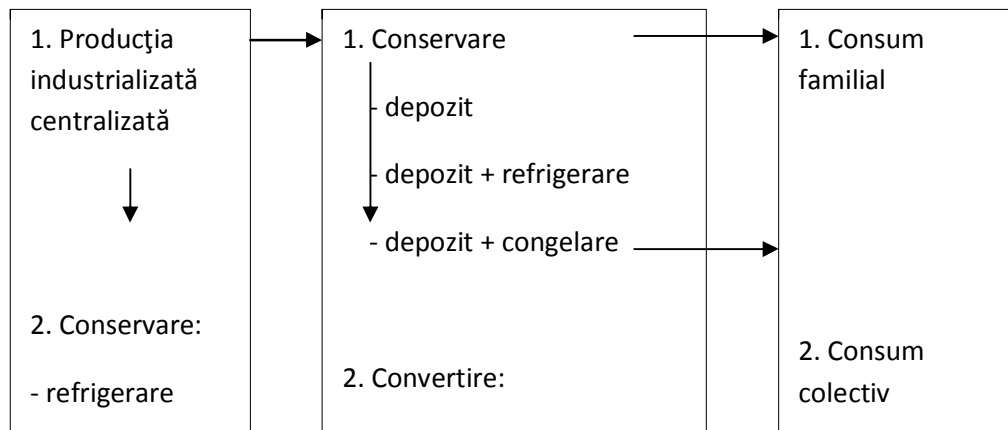 1. Producţia
industrializată
centralizată
2. Conservare:
- refrigerare
1. Conservare
- depozit
- depozit + refrigerare
- depozit + congelare
2. Convertire:
1. Consum
familial
2. Consum
colectiv